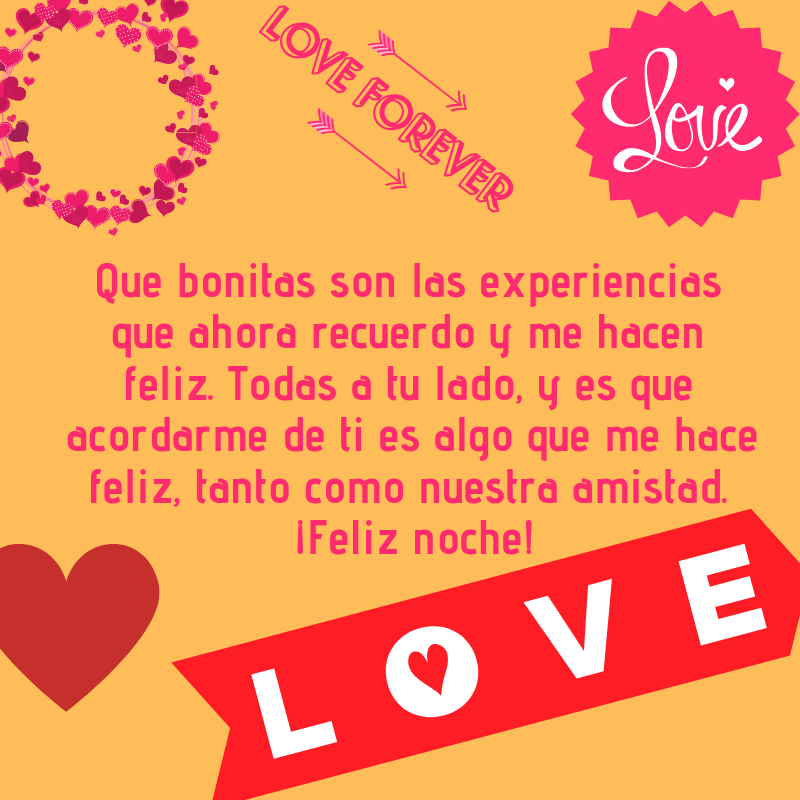 LOVE FOREVER
Love
Que bonitas son las experiencias
que ahora recuerdo y me hacen
feliz. Todas a tu lado, y es que
acordarme de ti es algo que me hace
feliz, tanto como nuestra amistad.
¡Feliz noche!
LOVE